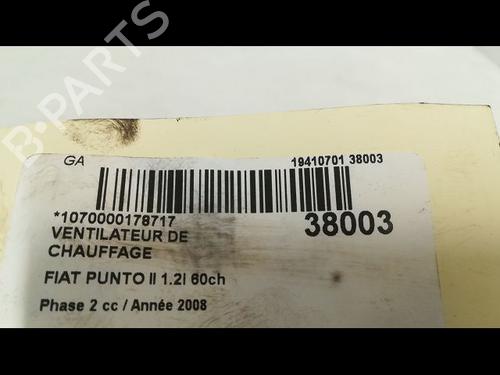 B-PARTS
GA
19410701 38003
*1070000178717
38003
VENTILATEUR DE
CHAUFFAGE
FIAT PUNTO II 1.2i 60ch
Phase 2 cc / Année 2008